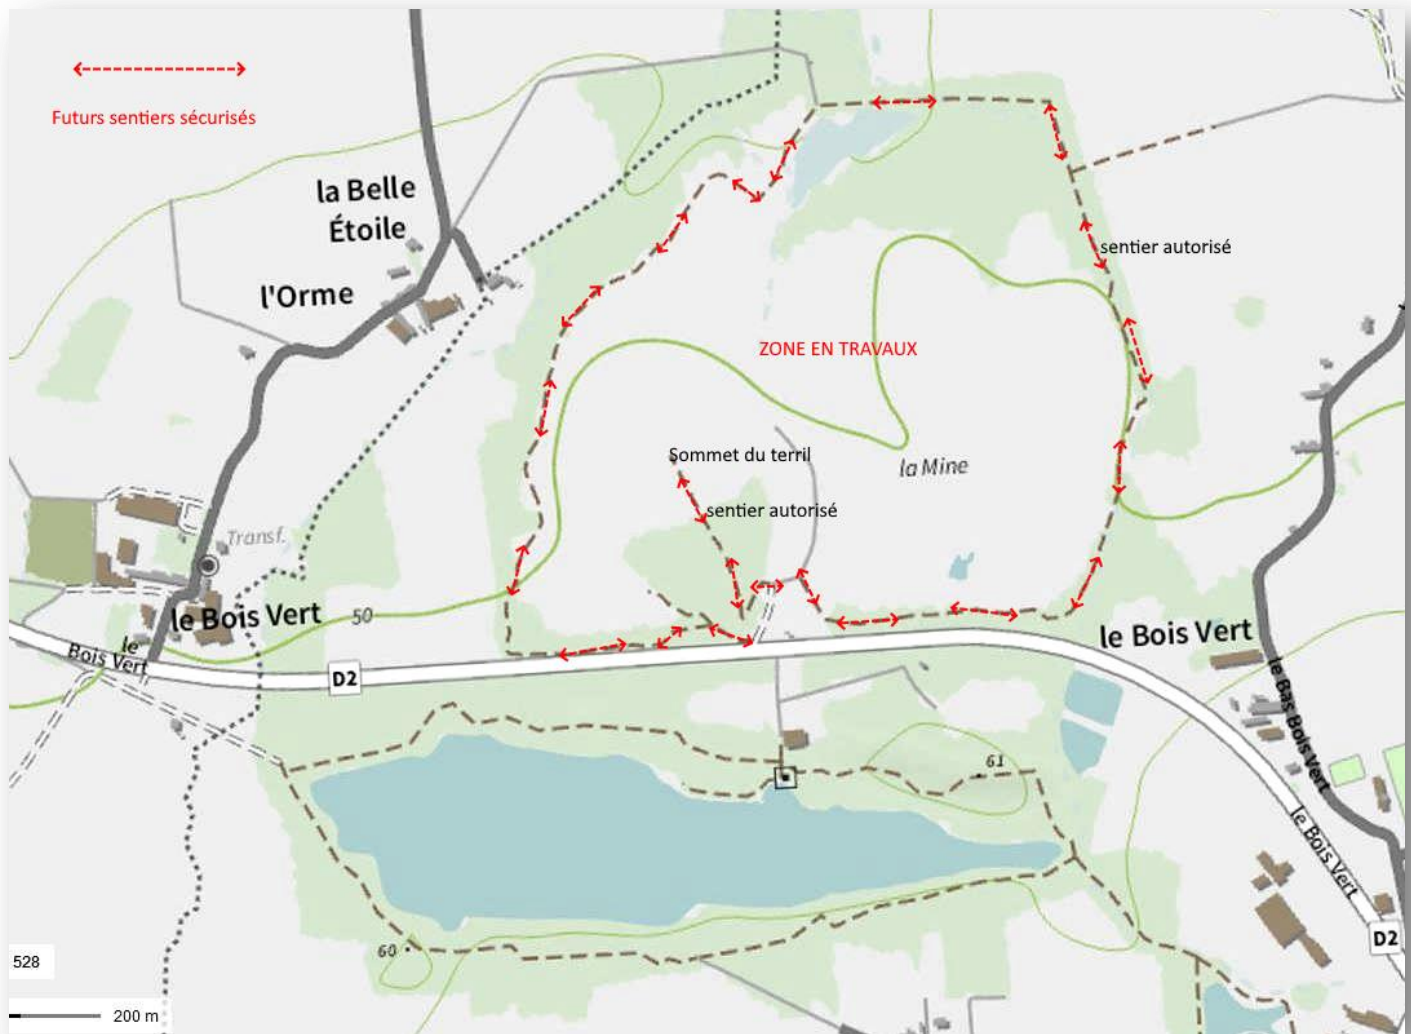 Futurs sentiers sécurisés
la Belle
Étoile
l'Orme
sentier autorisé
ZONE EN TRAVAUX
Sommet du terril
la Mine
sentier autorisé
Transf.
le Bois Vert
50
le
Bois Vert
D2
le Bois Vert
le Bas Bois Vert
61
le Bois Vert
60
D2
528
200 m